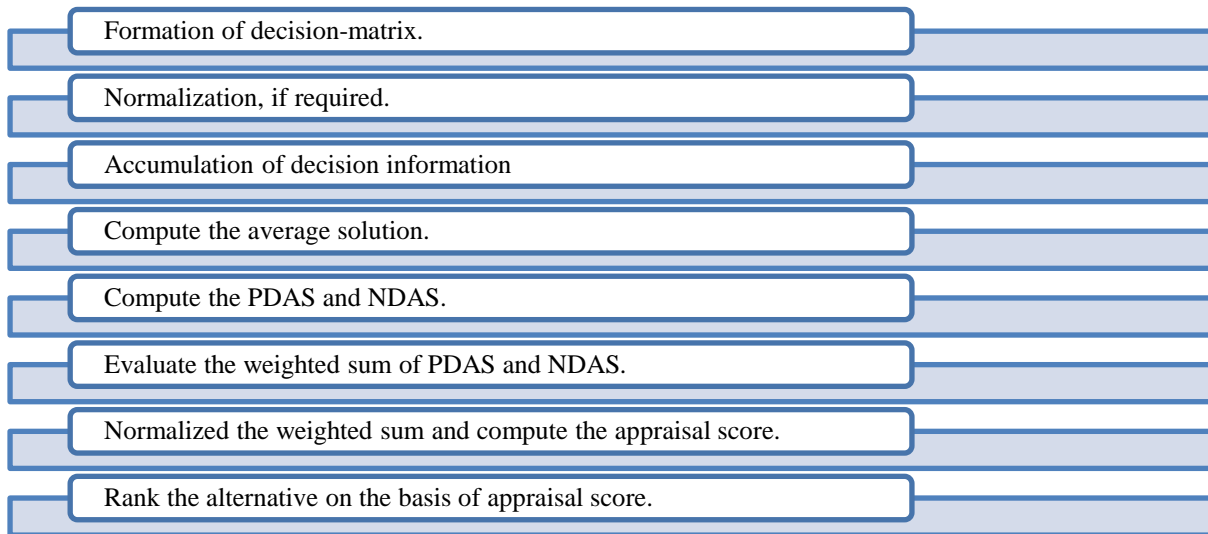 Formation of decision-matrix.
Normalization, if required.
Accumulation of decision information
Compute the average solution.
Compute the PDAS and NDAS.
Evaluate the weighted sum of PDAS and NDAS.
Normalized the weighted sum and compute the appraisal score.
Rank the alternative on the basis of appraisal score.